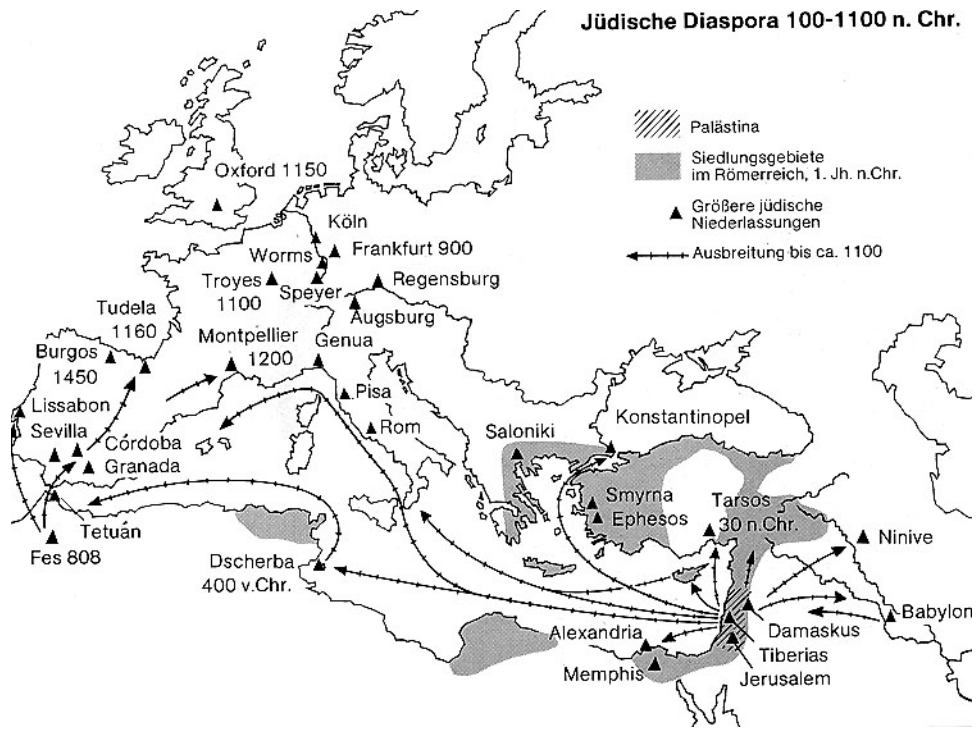 Jüdische Diaspora 100-1100 n. Chr.
Palästina
Siedlungsgebiete
im Römerreich, 1. Jh. n.Chr.
Größere jüdische
Niederlassungen
Ausbreitung bis ca. 1100
Oxford 1150
Köln
Frankfurt 900
Worms
Troyes
1100
Speyer
Regensburg
Augsburg
Tudela
1160
Montpellier
1200
Genua
Burgos
1450
Pisa
Lissabon
Rom
Konstantinopel
Sevilla
Córdoba
Saloniki
Granada
Smyrna
Ephesos
Tarsos
30 n.Chr.
Tetuán
Fes 808
Dscherba
400 v.Chr.
Ninive
Babylon
Alexandria
Damaskus
Memphis
Tiberias
Jerusalem